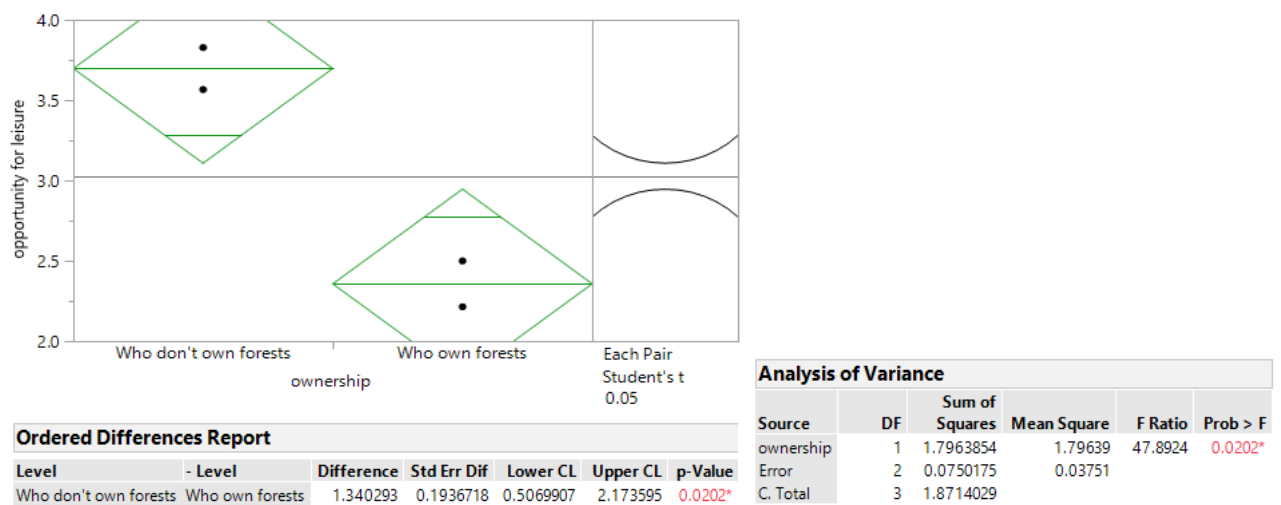 4.0
3.5
3.0
2.5
2.0
opportunity for leisure
Who don't own forests Who own forests
ownership
Each Pair
Student's t
0.05
Ordered Differences Report
Level - Level Difference Std Err Dif Lower CL Upper CL p-Value
Who don't own forests Who own forests 1.340293 0.1936718 0.5069907 2.173595 0.0202*
Analysis of Variance
Sum of
Source DF Squares Mean Square F Ratio Prob > F
ownership 1 1.7963854 1.79639 47.8924 0.0202*
Error 2 0.0750175 0.03751
C. Total 3 1.8714029